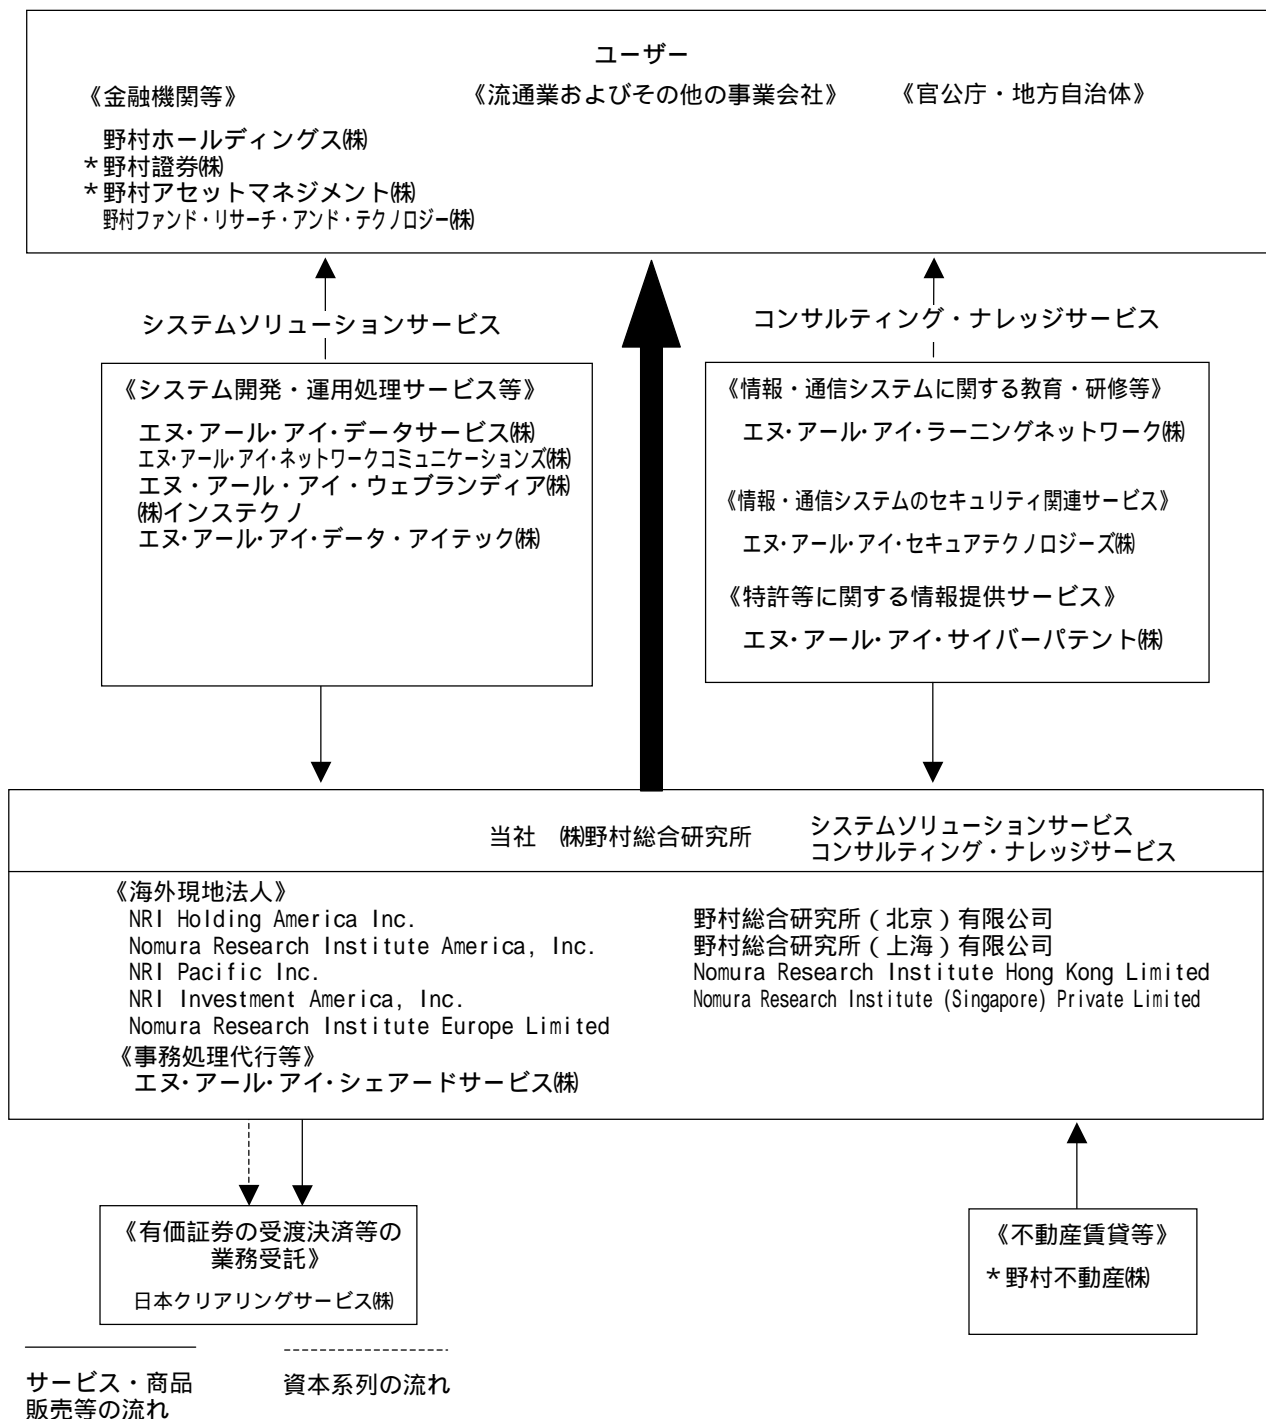 ユーザー
《金融機関等》
《流通業およびその他の事業会社》
《官公庁・地方自治体》
野村ホールディングス㈱
*野村證券㈱
*野村アセットマネジメント㈱
野村ファンド・リサーチ・アンド・テクノロジー㈱
システムソリューションサービス
コンサルティング・ナレッジサービス
《システム開発・運用処理サービス等》
エヌ・アール・アイ・データサービス㈱
エヌ・アール・アイ・ネットワークコミュニケーションズ㈱
エヌ・アール・アイ・ウェブランディア㈱
㈱インステクノ
エヌ・アール・アイ・データ・アイテック㈱
《情報・通信システムに関する教育・研修等》
エヌ・アール・アイ・ラーニングネットワーク㈱
《情報・通信システムのセキュリティ関連サービス》
エヌ・アール・アイ・セキュアテクノロジーズ㈱
《特許等に関する情報提供サービス》
エヌ・アール・アイ・サイバーパテント㈱
当社 ㈱野村総合研究所
システムソリューションサービス
コンサルティング・ナレッジサービス
《海外現地法人》
NRI Holding America Inc.
Nomura Research Institute America, Inc.
NRI Pacific Inc.
NRI Investment America, Inc.
Nomura Research Institute Europe Limited
野村総合研究所（北京）有限公司
野村総合研究所（上海）有限公司
Nomura Research Institute Hong Kong Limited
Nomura Research Institute (Singapore) Private Limited
《事務処理代行等》
エヌ・アール・アイ・シェアードサービス㈱
《有価証券の受渡決済等の
業務受託》
日本クリアリングサービス㈱
《不動産賃貸等》
*野村不動産㈱
サービス・商品
販売等の流れ
資本系列の流れ